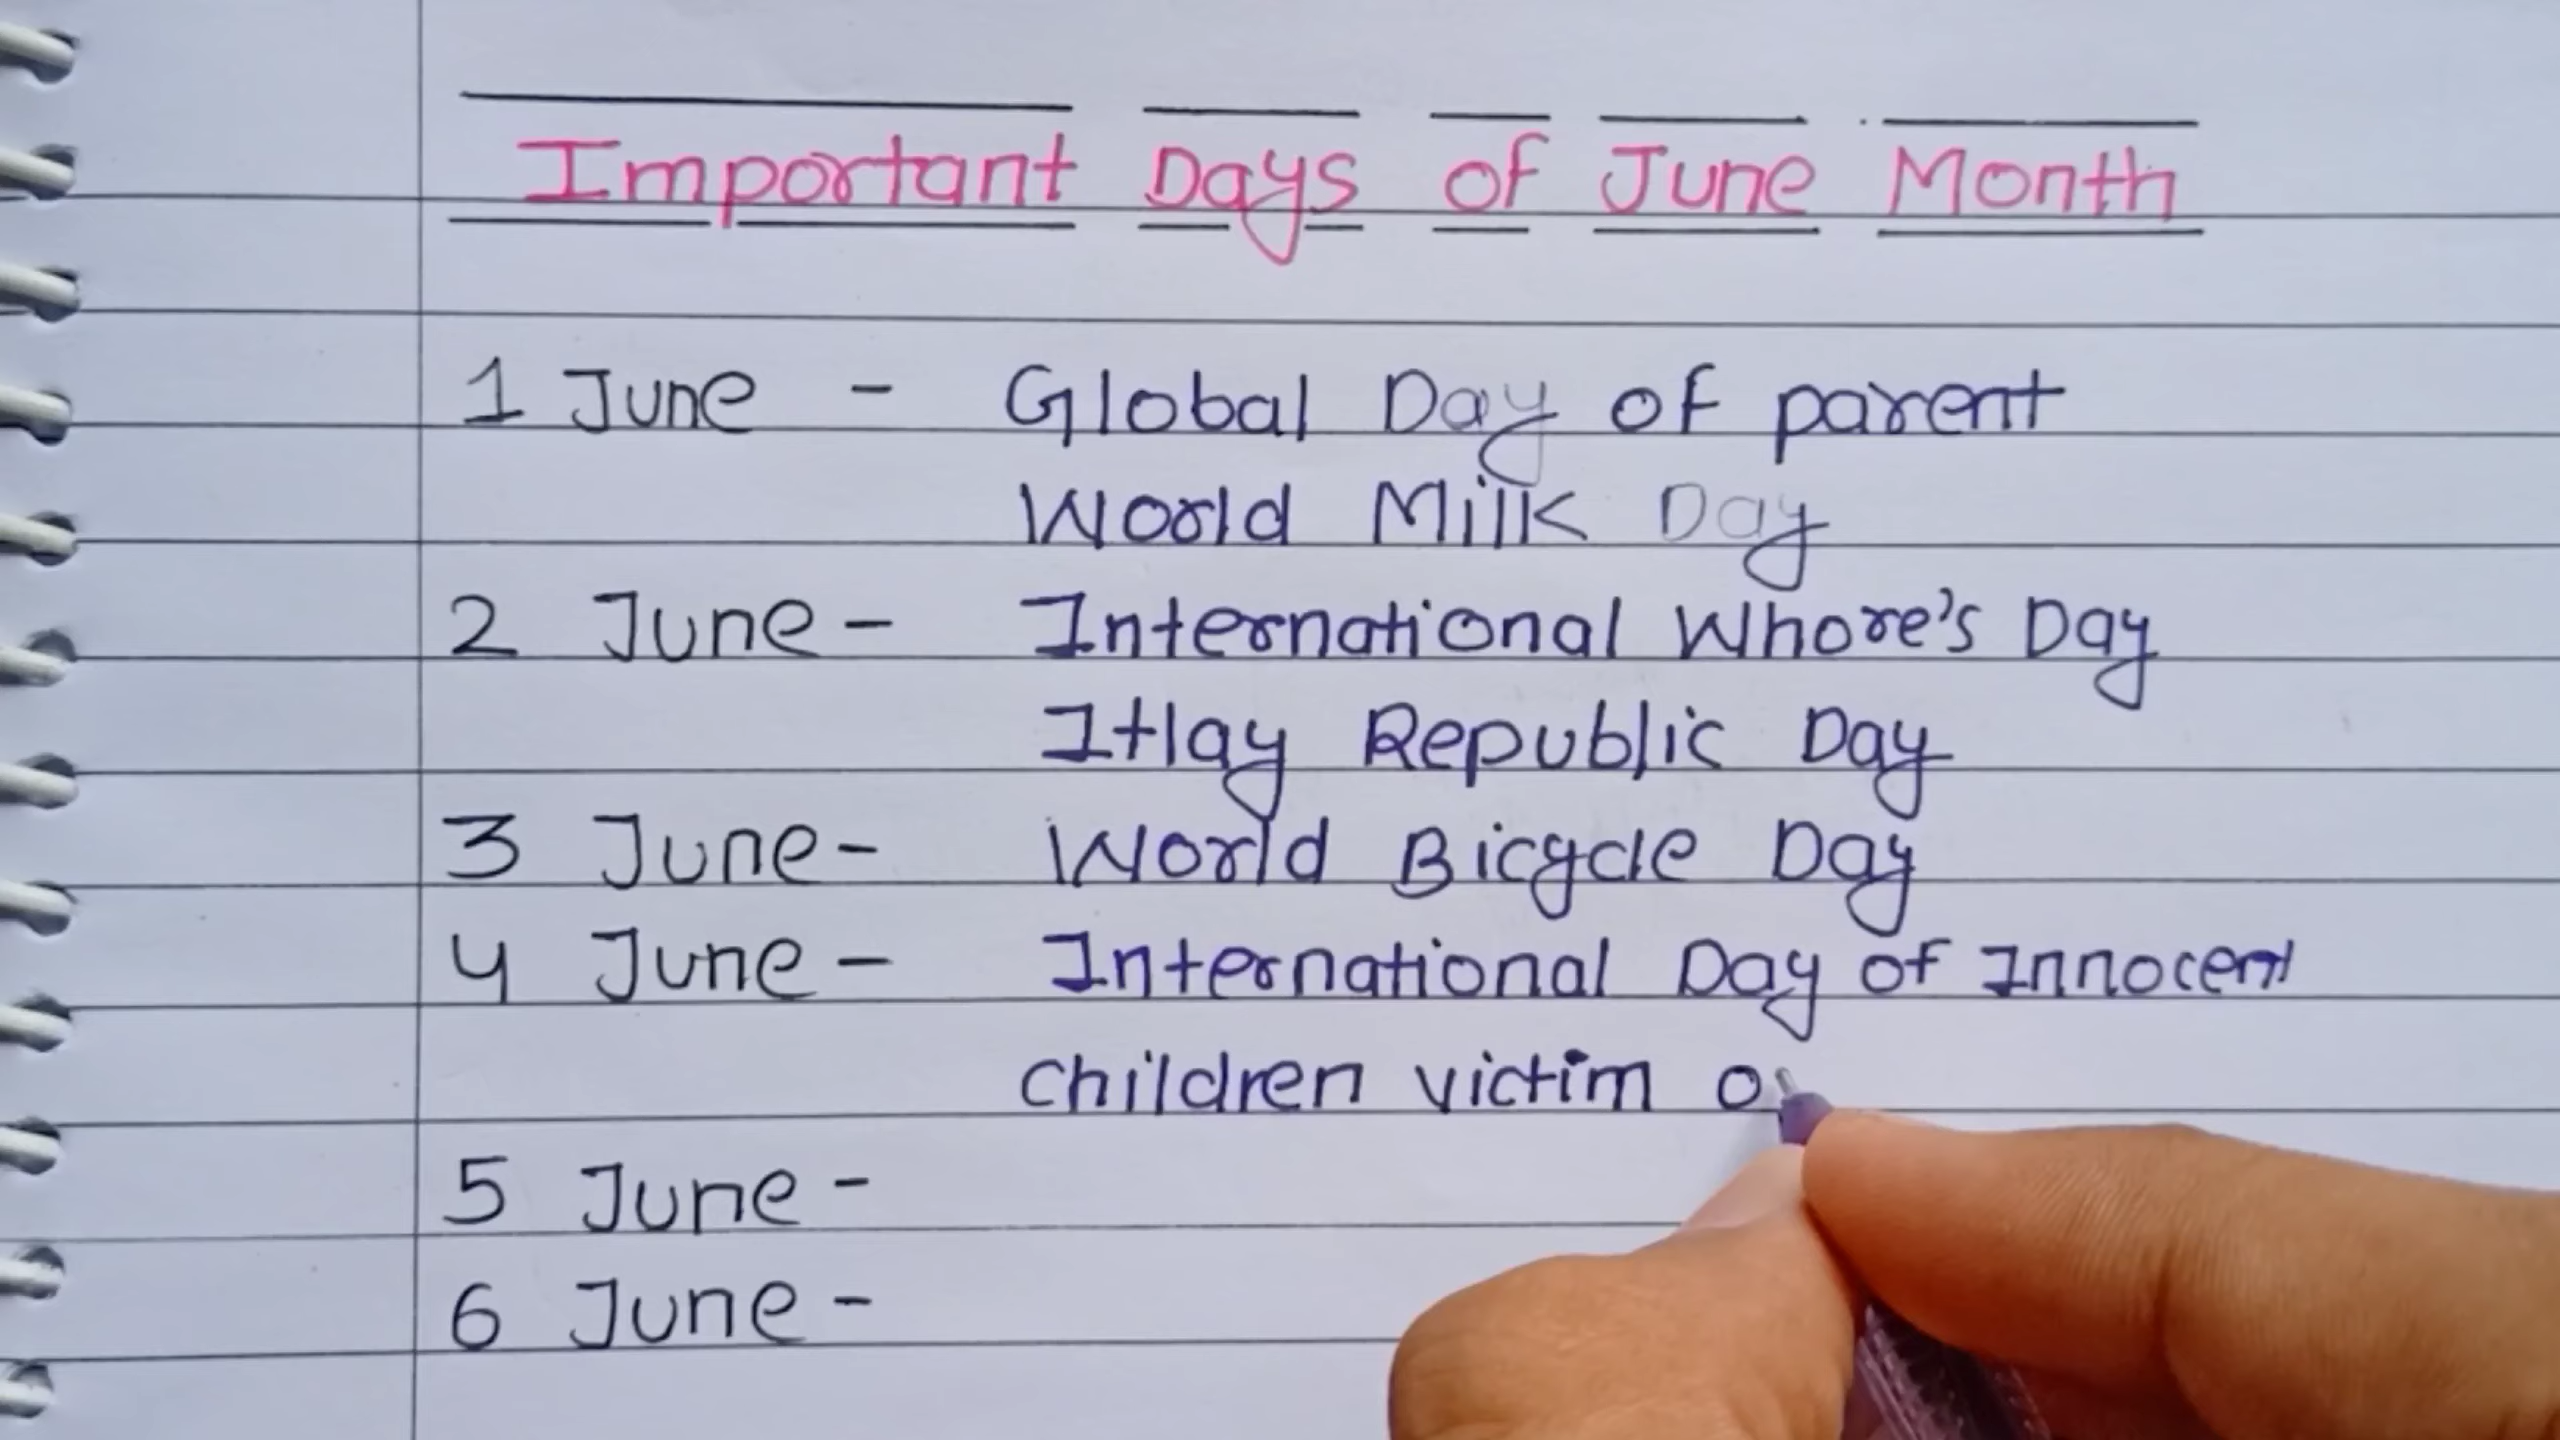 Important Days of June Month
1 June - Global Day of parent
World Milk Day
2 June - International Whore's Day
Itlay Republic Day
3 June - World Bicycle Day
4 June - International Day of Innocent
children victim o
5 June -
6 June -